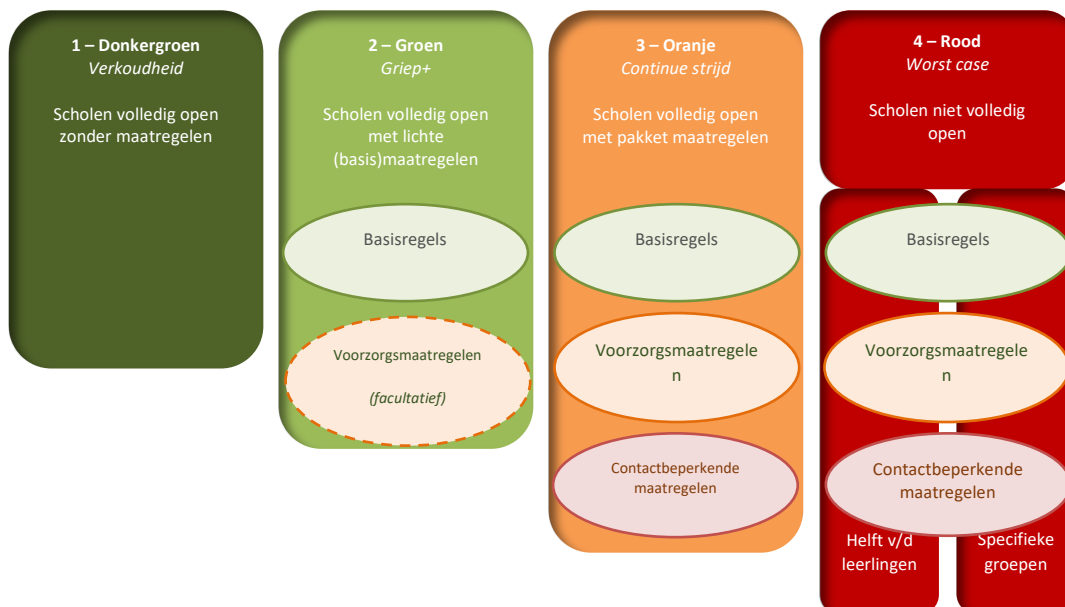 1 – Donkergroen
Verkoudheid
Scholen volledig open
zonder maatregelen
2 – Groen
Griep+
Scholen volledig open
met lichte
(basis)maatregelen
Basisregels
Voorzorgsmaatregelen
(facultatief)
3 – Oranje
Continue strijd
Scholen volledig open
met pakket maatregelen
Basisregels
Voorzorgsmaatregele
n
Contactbeperkende
maatregelen
4 – Rood
Worst case
Scholen niet volledig
open
Basisregels
Voorzorgsmaatregele
n
Contactbeperkende
maatregelen
Helft v/d
leerlingen
Specifieke
groepen